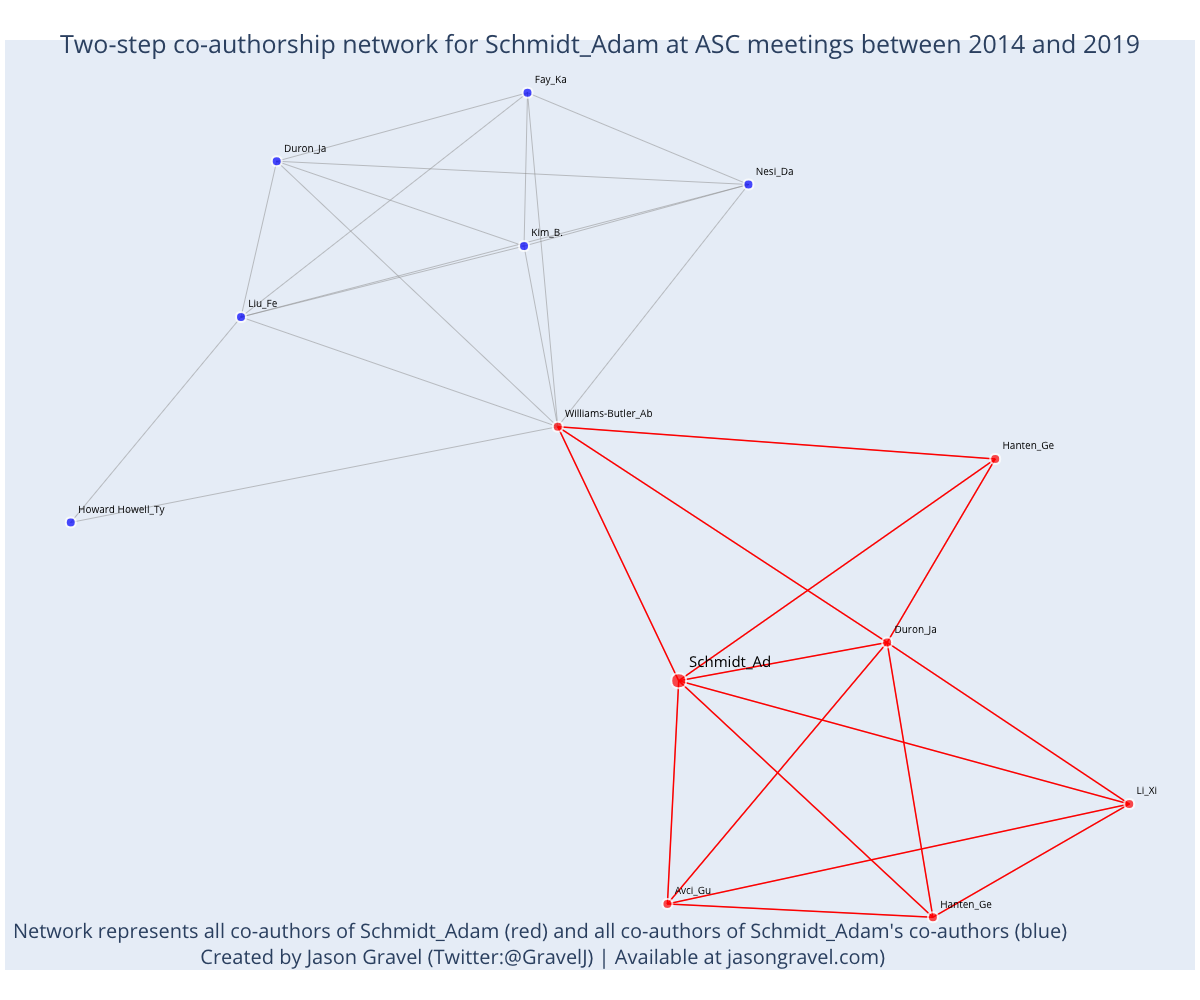 Two-step co-authorship network for Schmidt_Adam at ASC meetings between 2014 and 2019
Fay_Ka
Duron_Ja
Nesi_Da
Kim_B.
Liu_Fe
Williams-Butler_Ab
Hanten_Ge
Howard Howell_Ty
Duron_Ja
Schmidt_Ad
Li_Xi
Avci_Gu
Hanten_Ge
Network represents all co-authors of Schmidt_Adam (red) and all co-authors of Schmidt_Adam's co-authors (blue)
Created by Jason Gravel (Twitter:@GravelJ) | Available at jasongravel.com)